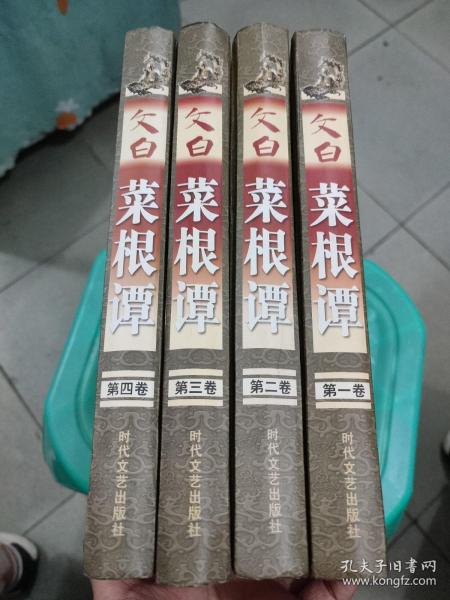 文白
菜根谭
第四卷
时代文艺出版社
文白
菜根谭
第三卷
时代文艺出版社
文白
菜根谭
第二卷
时代文艺出版社
文白
菜根谭
第一卷
时代文艺出版社
孔夫子旧书网
www.kongfz.com